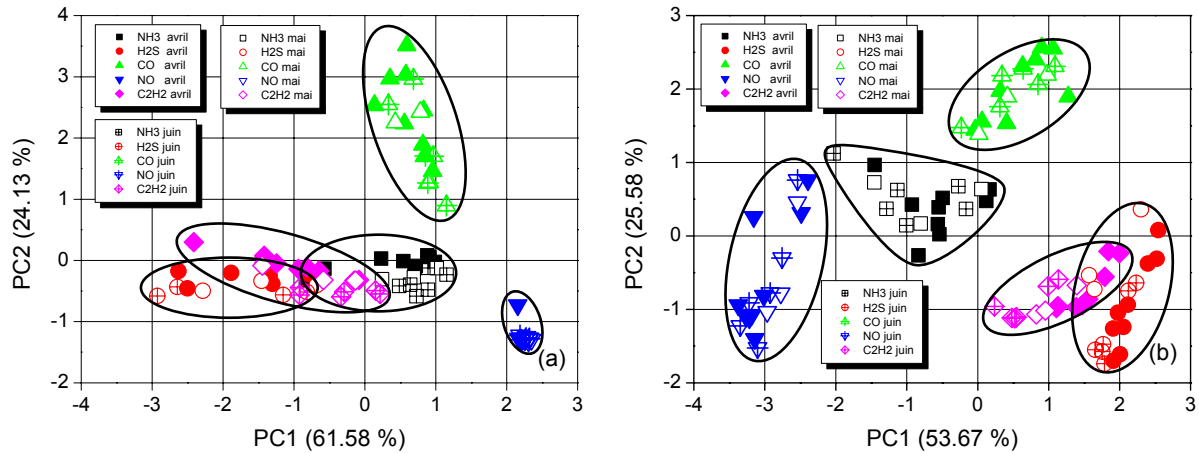 NH3 avril
H2S avril
CO avril
NO avril
C2H2 avril
NH3 mai
H2S mai
CO mai
NO mai
C2H2 mai
NH3 juin
H2S juin
CO juin
NO juin
C2H2 juin
4
3
2
1
0
-1
-2
PC2 (24.13 %)
-4 -3 -2 -1 0 1 2 3
PC1 (61.58 %)
(a)
NH3 avril
H2S avril
CO avril
NO avril
C2H2 avril
NH3 mai
H2S mai
CO mai
NO mai
C2H2 mai
NH3 juin
H2S juin
CO juin
NO juin
C2H2 juin
3
2
1
0
-1
-2
PC2 (25.58 %)
-4 -3 -2 -1 0 1 2 3
PC1 (53.67 %)
(b)